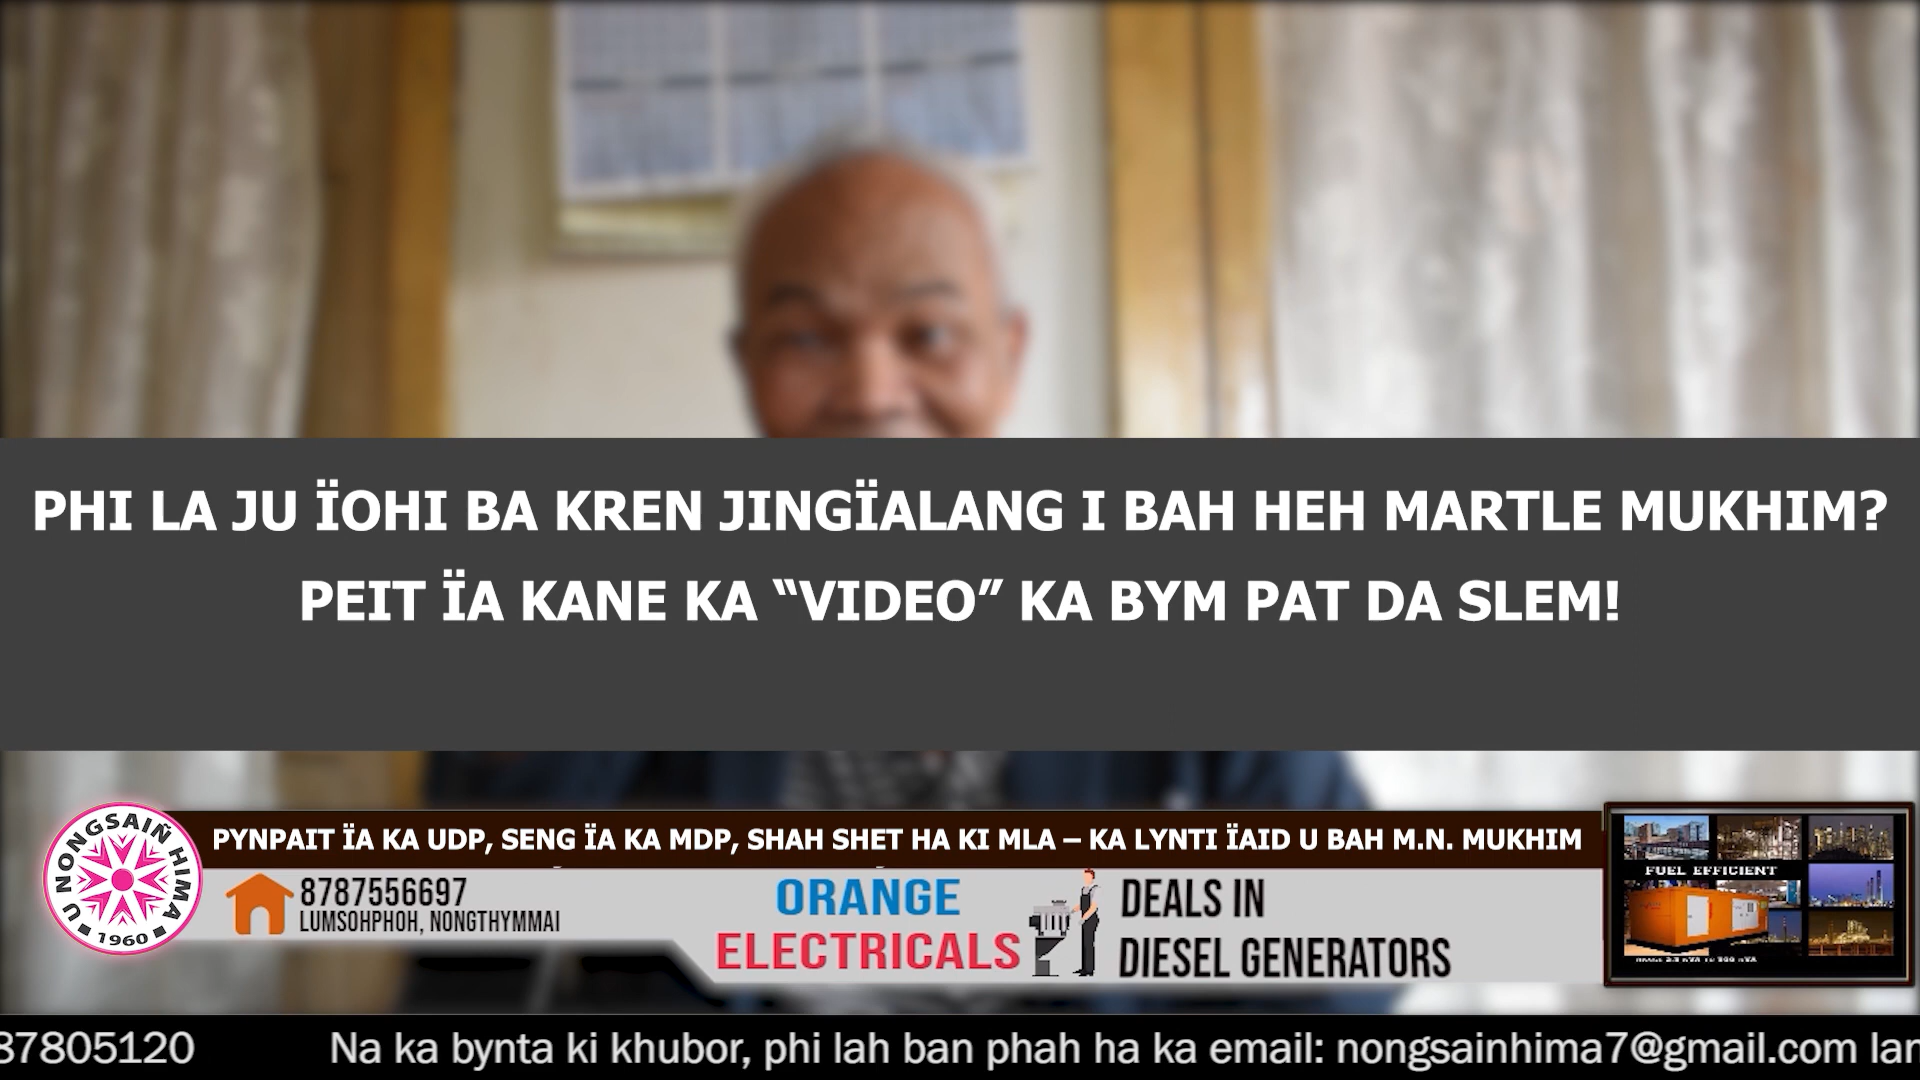 PHI LA JU ÏOHI BA KREN JINGÏALANG I BAH HEH MARTLE MUKHIM?
PEIT ÏA KANE KA “VIDEO” KA BYM PAT DA SLEM!
PYNPAIT ÏA KA UDP, SENG ÏA KA MDP, SHAH SHET HA KI MLA – KA LYNTI ÏAID U BAH M.N. MUKHIM
U NONGSAIÑ HIMA
1960
8787556697
LUMSOHPHOH, NONGTHYMMAI
ORANGE
ELECTRICALS
DEALS IN
DIESEL GENERATORS
FUEL EFFICIENT
87805120 Na ka bynta ki khubor, phi lah ban phah ha ka email: nongsainhima7@gmail.com lan